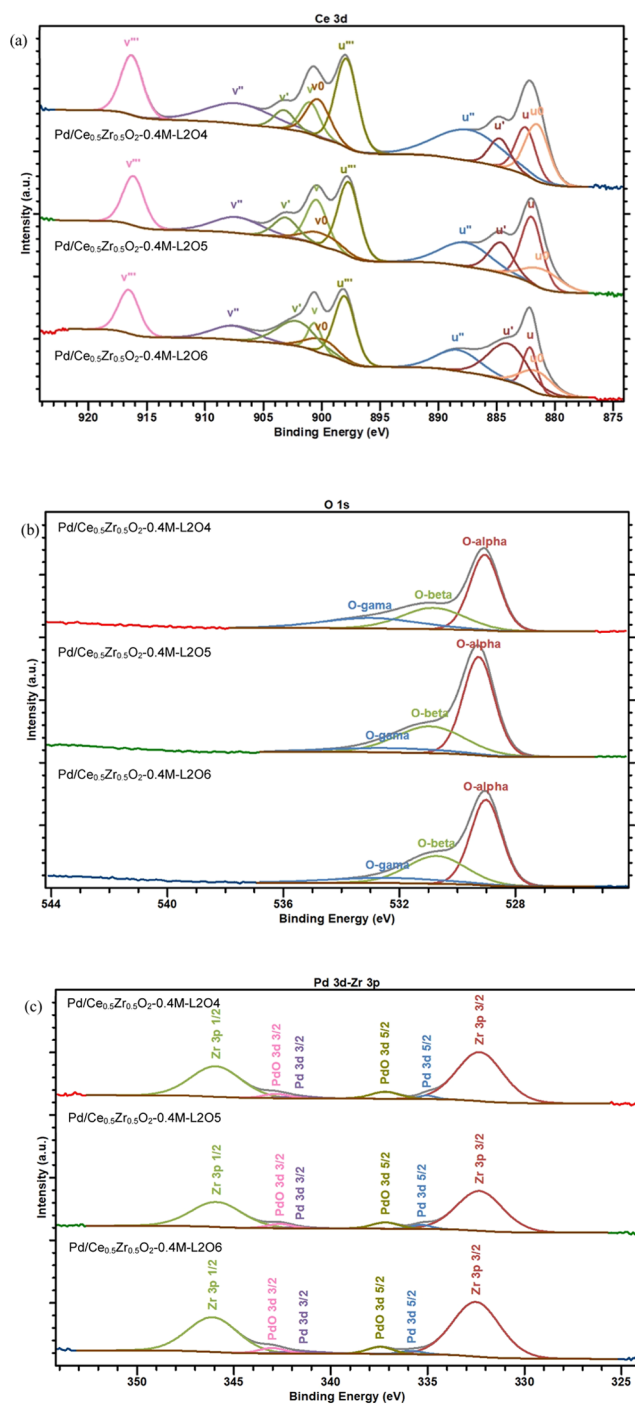 Ce 3d
(a)
v'''
v''
v'
v
v0
u'''
u''
u'
u
u0
Pd/Ce0.5Zr0.5O2-0.4M-L2O4
v'''
v''
v'
v
v0
u'''
u''
u'
u
u0
Pd/Ce0.5Zr0.5O2-0.4M-L2O5
v'''
v''
v'
v
v0
u'''
u''
u'
u
u0
Pd/Ce0.5Zr0.5O2-0.4M-L2O6
Intensity (a.u.)
920 915 910 905 900 895 890 885 880 875
Binding Energy (eV)
O 1s
(b)
Pd/Ce0.5Zr0.5O2-0.4M-L2O4
O-alpha
O-beta
O-gama
Pd/Ce0.5Zr0.5O2-0.4M-L2O5
O-alpha
O-beta
O-gama
Pd/Ce0.5Zr0.5O2-0.4M-L2O6
O-alpha
O-beta
O-gama
Intensity (a.u.)
544 540 536 532 528
Binding Energy (eV)
Pd 3d-Zr 3p
(c)
Pd/Ce0.5Zr0.5O2-0.4M-L2O4
Zr 3p 1/2
PdO 3d 3/2
Pd 3d 3/2
PdO 3d 5/2
Pd 3d 5/2
Zr 3p 3/2
Pd/Ce0.5Zr0.5O2-0.4M-L2O5
Zr 3p 1/2
PdO 3d 3/2
Pd 3d 3/2
PdO 3d 5/2
Pd 3d 5/2
Zr 3p 3/2
Pd/Ce0.5Zr0.5O2-0.4M-L2O6
Zr 3p 1/2
PdO 3d 3/2
Pd 3d 3/2
PdO 3d 5/2
Pd 3d 5/2
Zr 3p 3/2
Intensity (a.u.)
350 345 340 335 330 325
Binding Energy (eV)